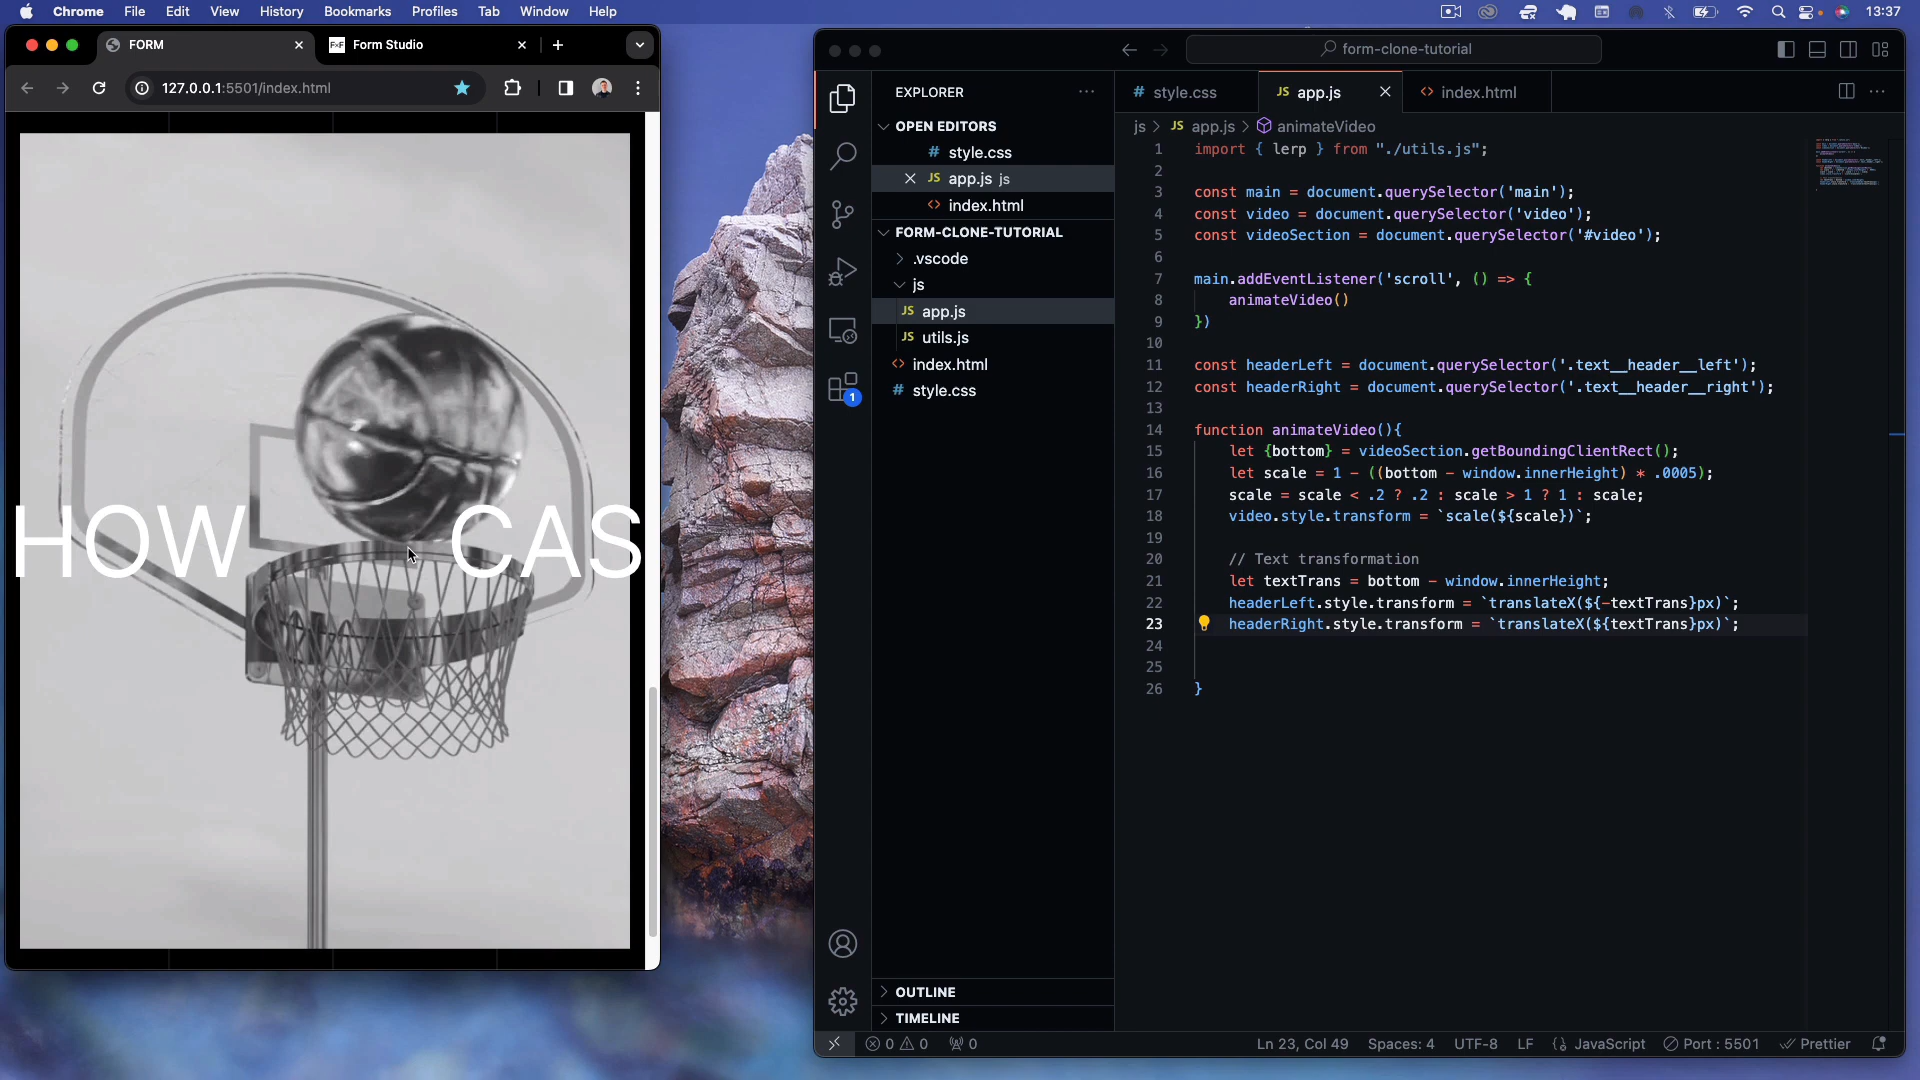 Chrome File Edit View History Bookmarks Profiles Tab Window Help 13:37
FORM
FxF Form Studio
127.0.0.1:5501/index.html
HOW CAS
form-clone-tutorial
EXPLORER
OPEN EDITORS
# style.css
JS app.js js
<> index.html
FORM-CLONE-TUTORIAL
.vscode
js
JS app.js
JS utils.js
<> index.html
# style.css
1
OUTLINE
TIMELINE
# style.css JS app.js <> index.html
js > JS app.js > animateVideo
1 import { lerp } from "./utils.js";
2
3 const main = document.querySelector('main');
4 const video = document.querySelector('video');
5 const videoSection = document.querySelector('#video');
6
7 main.addEventListener('scroll', () => {
8 animateVideo()
9 })
10
11 const headerLeft = document.querySelector('.text__header__left');
12 const headerRight = document.querySelector('.text__header__right');
13
14 function animateVideo(){
15 let {bottom} = videoSection.getBoundingClientRect();
16 let scale = 1 - ((bottom - window.innerHeight) * .0005);
17 scale = scale < .2 ? .2 : scale > 1 ? 1 : scale;
18 video.style.transform = `scale(${scale})`;
19
20 // Text transformation
21 let textTrans = bottom - window.innerHeight;
22 headerLeft.style.transform = `translateX(${-textTrans}px)`;
23 headerRight.style.transform = `translateX(${textTrans}px)`;
24
25
26 }
0 0 0 Ln 23, Col 49 Spaces: 4 UTF-8 LF {} JavaScript Port : 5501 Prettier